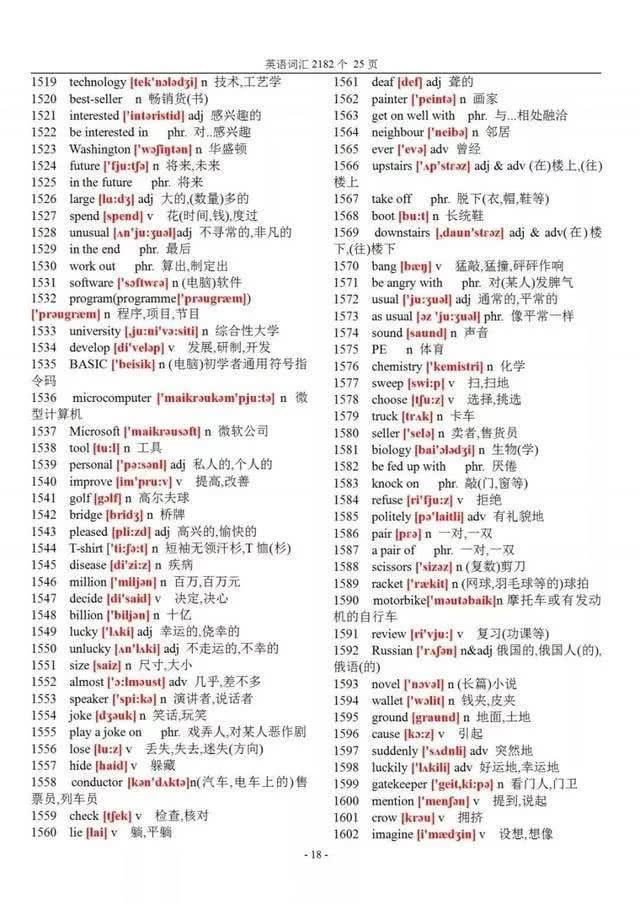 英语词汇 2182 个  25 页
1519 technology [tek'nɔlədʒi] n 技术,工艺学
1520 best-seller n 畅销货(书)
1521 interested ['intəristid] adj 感兴趣的
1522 be interested in phr. 对..感兴趣
1523 Washington ['wɔʃiŋtən] n 华盛顿
1524 future ['fju:tʃə] n 将来,未来
1525 in the future phr. 将来
1526 large [lɑ:dʒ] adj 大的,(数量)多的
1527 spend [spend] v 花(时间,钱),度过
1528 unusual [ʌn'ju:ʒuəl]adj 不寻常的,非凡的
1529 in the end phr. 最后
1530 work out phr. 算出,制定出
1531 software ['sɔftwεə] n (电脑)软件
1532 program(programme['prəugræm])
['prəugræm] n 程序,项目,节目
1533 university [,ju:ni'və:siti] n 综合性大学
1534 develop [di'veləp] v 发展,研制,开发
1535 BASIC ['beisik] n (电脑)初学者通用符号指
令码
1536 microcomputer ['maikrəukəm'pju:tə] n 微
型计算机
1537 Microsoft ['maikrəusɔft] n 微软公司
1538 tool [tu:l] n 工具
1539 personal ['pə:sənl] adj 私人的,个人的
1540 improve [im'pru:v] v 提高,改善
1541 golf [gɔlf] n 高尔夫球
1542 bridge [bridʒ] n 桥牌
1543 pleased [pli:zd] adj 高兴的,愉快的
1544 T-shirt ['ti:ʃə:t] n 短袖无领汗衫,T 恤(衫)
1545 disease [di'zi:z] n 疾病
1546 million ['miljən] n 百万,百万元
1547 decide [di'said] v 决定,决心
1548 billion ['biljən] n 十亿
1549 lucky ['lʌki] adj 幸运的,侥幸的
1550 unlucky [ʌn'lʌki] adj 不走运的,不幸的
1551 size [saiz] n 尺寸,大小
1552 almost ['ɔ:lməust] adv 几乎,差不多
1553 speaker ['spi:kə] n 演讲者,说话者
1554 joke [dʒəuk] n 笑话,玩笑
1555 play a joke on phr. 戏弄人,对某人恶作剧
1556 lose [lu:z] v 丢失,失去,迷失(方向)
1557 hide [haid] v 躲藏
1558 conductor [kən'dʌktə]n(汽车,电车上的)售
票员,列车员
1559 check [tʃek] v 检查,核对
1560 lie [lai] v 躺,平躺
1561 deaf [def] adj 聋的
1562 painter ['peintə] n 画家
1563 get on well with phr. 与...相处融洽
1564 neighbour ['neibə] n 邻居
1565 ever ['evə] adv 曾经
1566 upstairs ['ʌp'stεəz] adj & adv (在)楼上,(往)
楼上
1567 take off phr. 脱下(衣,帽,鞋等)
1568 boot [bu:t] n 长统鞋
1569 downstairs [,daun'stεəz] adj & adv(在)楼
下,(往)楼下
1570 bang [bæŋ] v 猛敲,猛撞,砰砰作响
1571 be angry with phr. 对(某人)发脾气
1572 usual ['ju:ʒuəl] adj 通常的,平常的
1573 as usual [əz 'ju:ʒuəl] phr. 像平常一样
1574 sound [saund] n 声音
1575 PE n 体育
1576 chemistry ['kemistri] n 化学
1577 sweep [swi:p] v 扫,扫地
1578 choose [tʃu:z] v 选择,挑选
1579 truck [trʌk] n 卡车
1580 seller ['selə] n 卖者,售货员
1581 biology [bai'ɔlədʒi] n 生物(学)
1582 be fed up with phr. 厌倦
1583 knock on phr. 敲(门,窗等)
1584 refuse [ri'fju:z] v 拒绝
1585 politely [pə'laitli] adv 有礼貌地
1586 pair [pεə] n 一对,一双
1587 a pair of phr. 一对,一双
1588 scissors ['sizəz] n (复数)剪刀
1589 racket ['rækit] n (网球,羽毛球等的)球拍
1590 motorbike['məutəbaik]n 摩托车或有发动
机的自行车
1591 review [ri'vju:] v 复习(功课等)
1592 Russian ['rʌʃən] n&adj 俄国的,俄国人(的),
俄语(的)
1593 novel ['nɔvəl] n (长篇)小说
1594 wallet ['wɔlit] n 钱夹,皮夹
1595 ground [graund] n 地面,土地
1596 cause [kɔ:z] v 引起
1597 suddenly ['sʌdnli] adv 突然地
1598 luckily ['lʌkili] adv 好运地,幸运地
1599 gatekeeper ['geit,ki:pə] n 看门人,门卫
1600 mention ['menʃən] v 提到,说起
1601 crow [krəu] v 拥挤
1602 imagine [i'mædʒin] v 设想,想像
- 18 -